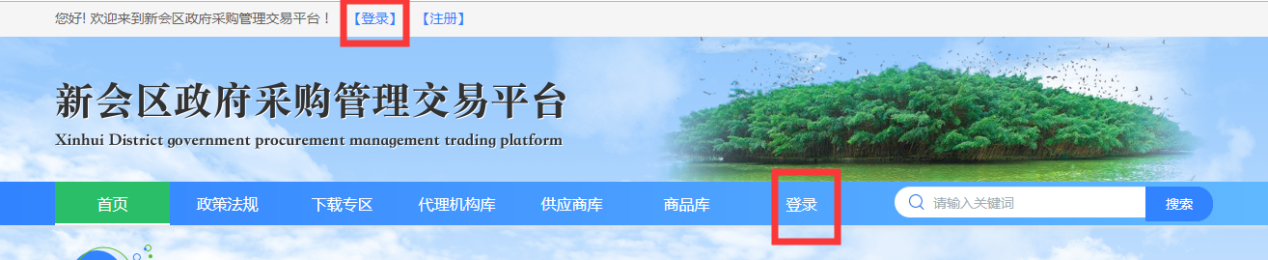 您好! 欢迎来到新会区政府采购管理交易平台！ 【登录】 【注册】
新会区政府采购管理交易平台
Xinhui District government procurement management trading platform
首页 政策法规 下载专区 代理机构库 供应商库 商品库 登录 请输入关键词 搜索